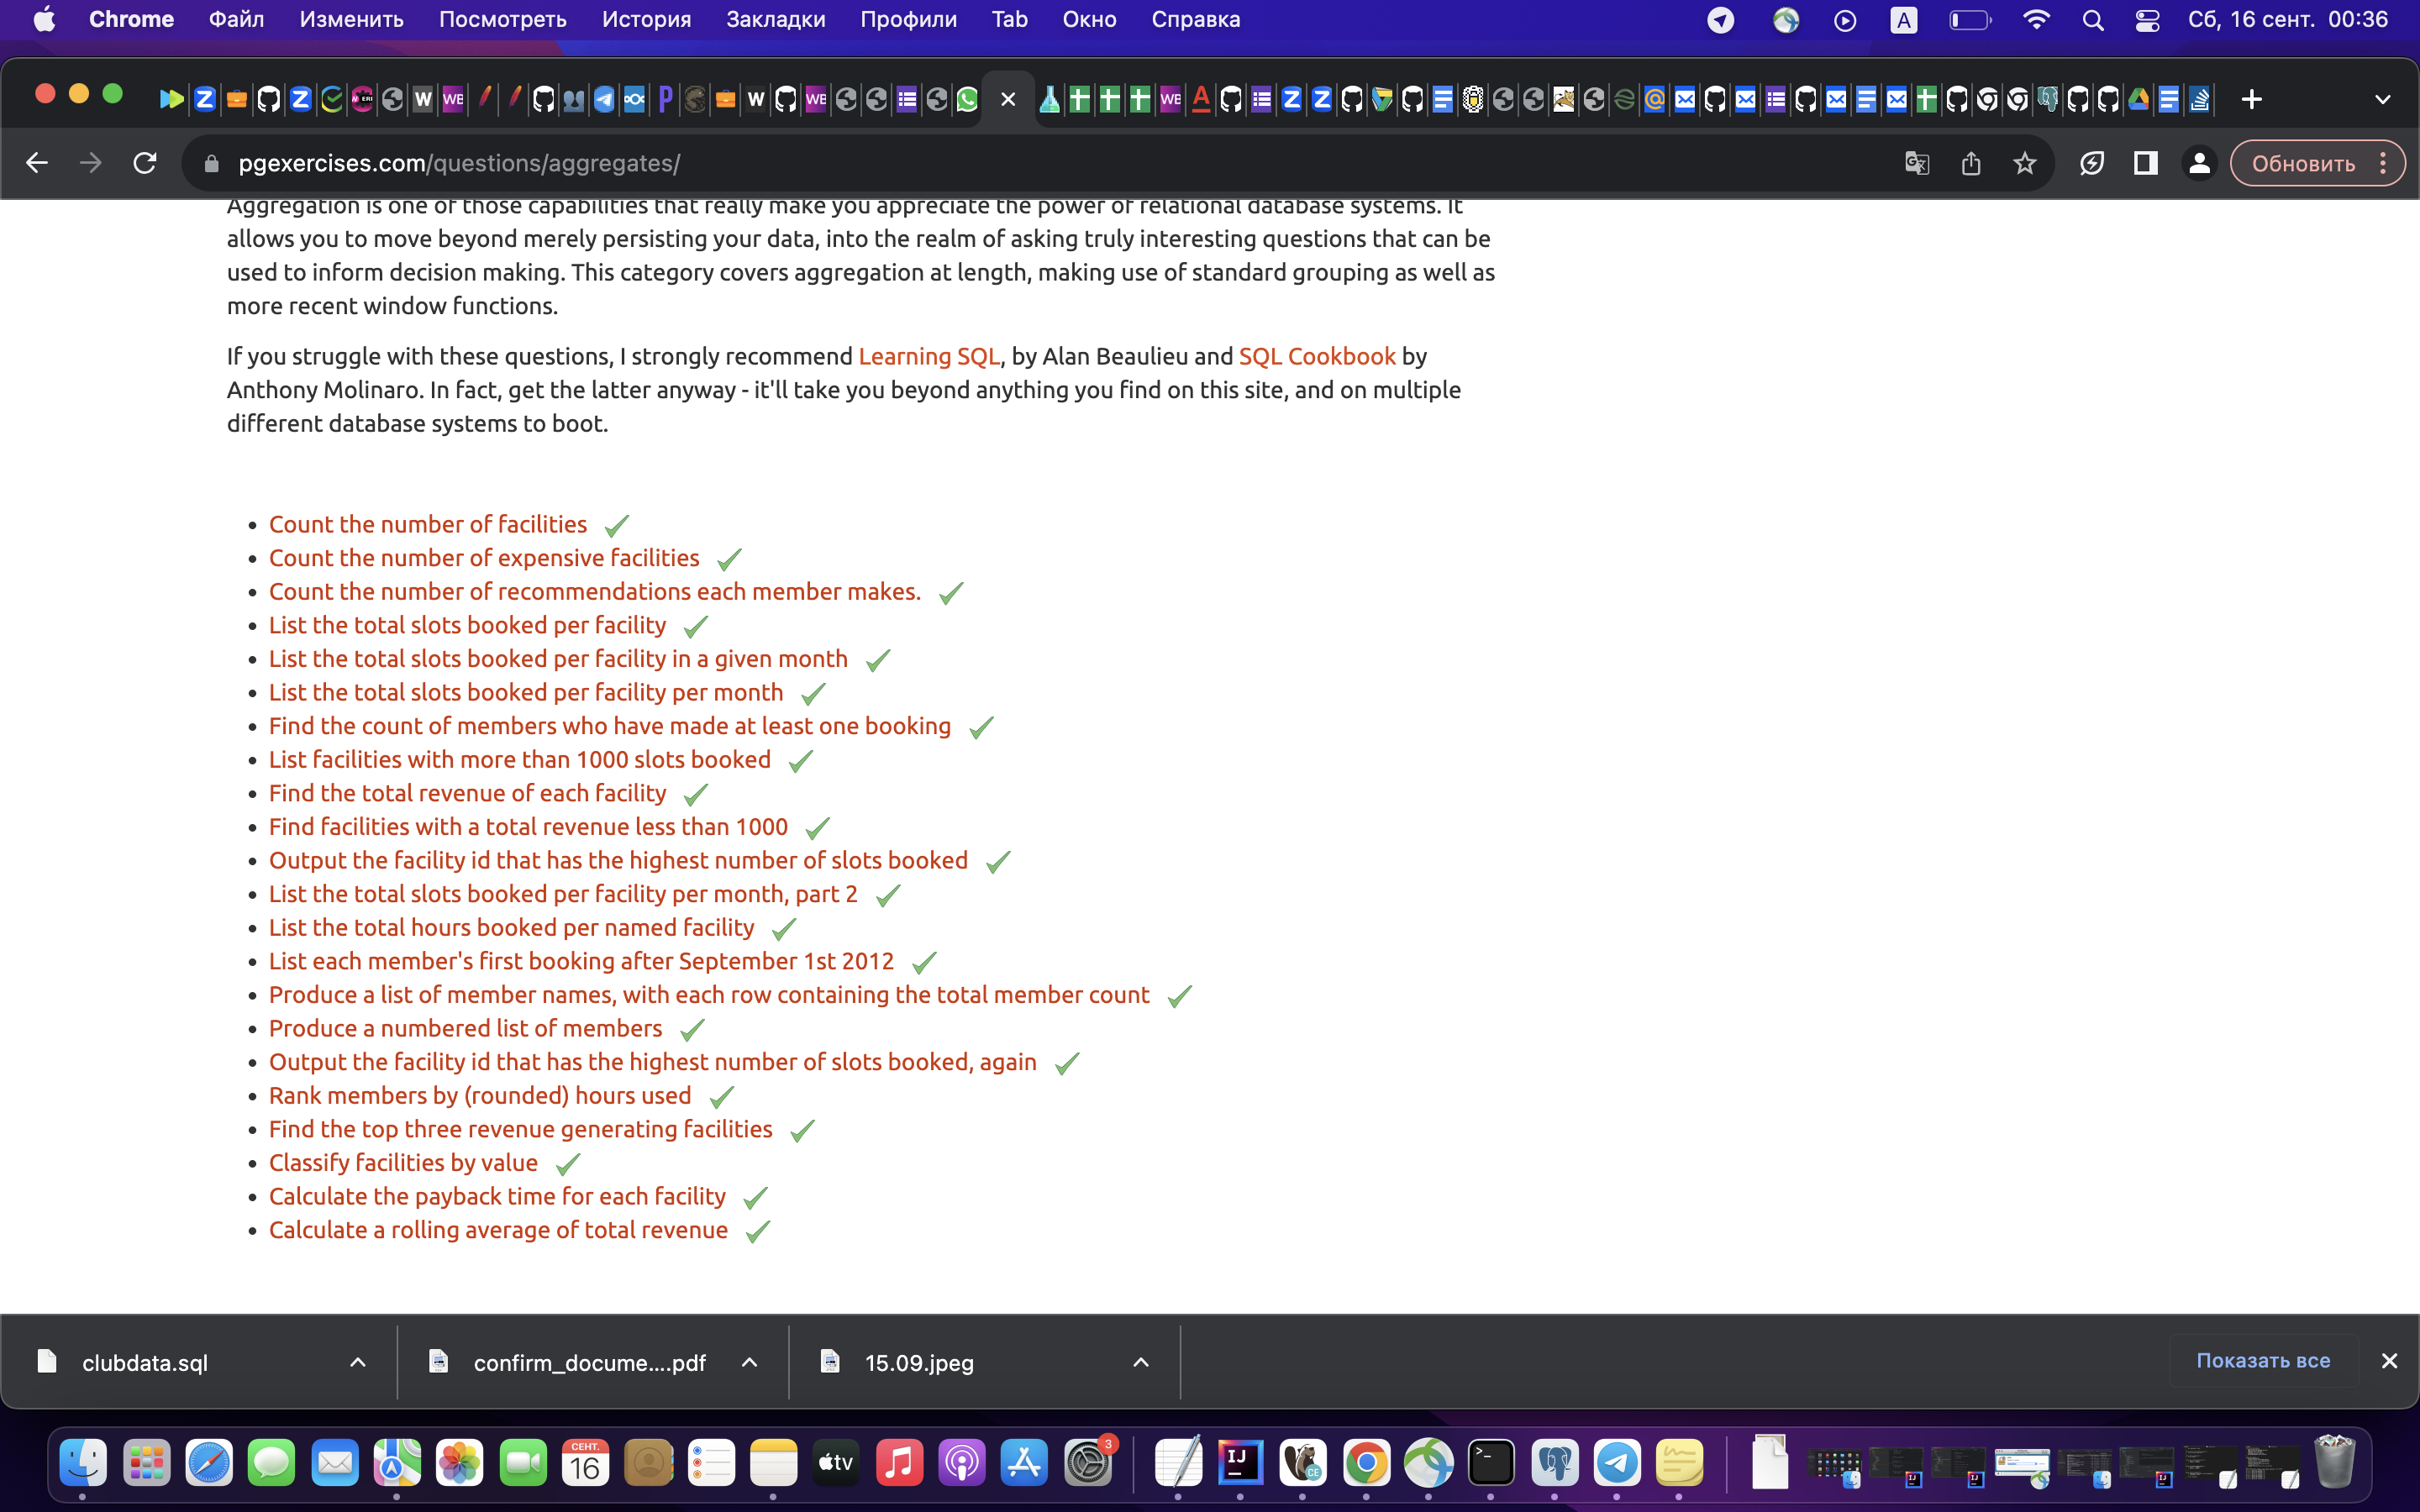 Chrome Файл Изменить Посмотреть История Закладки Профили Tab Окно Справка A Сб, 16 сент. 00:36
pgexercises.com/questions/aggregates/ Обновить
Aggregation is one of those capabilities that really make you appreciate the power of relational database systems. It
allows you to move beyond merely persisting your data, into the realm of asking truly interesting questions that can be
used to inform decision making. This category covers aggregation at length, making use of standard grouping as well as
more recent window functions.
If you struggle with these questions, I strongly recommend Learning SQL, by Alan Beaulieu and SQL Cookbook by
Anthony Molinaro. In fact, get the latter anyway - it'll take you beyond anything you find on this site, and on multiple
different database systems to boot.
Count the number of facilities
Count the number of expensive facilities
Count the number of recommendations each member makes.
List the total slots booked per facility
List the total slots booked per facility in a given month
List the total slots booked per facility per month
Find the count of members who have made at least one booking
List facilities with more than 1000 slots booked
Find the total revenue of each facility
Find facilities with a total revenue less than 1000
Output the facility id that has the highest number of slots booked
List the total slots booked per facility per month, part 2
List the total hours booked per named facility
List each member's first booking after September 1st 2012
Produce a list of member names, with each row containing the total member count
Produce a numbered list of members
Output the facility id that has the highest number of slots booked, again
Rank members by (rounded) hours used
Find the top three revenue generating facilities
Classify facilities by value
Calculate the payback time for each facility
Calculate a rolling average of total revenue
clubdata.sql confirm_docume....pdf 15.09.jpeg Показать все
СЕНТ.
16 tv 3 IJ CE